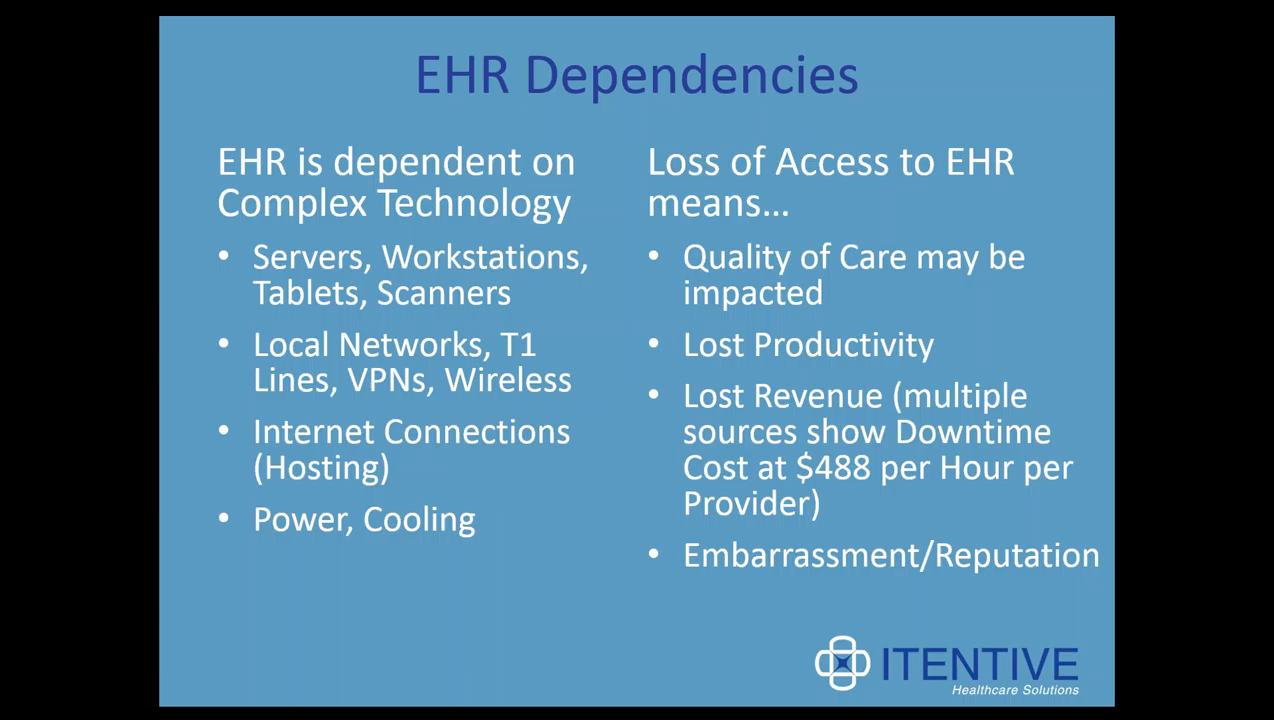 EHR Dependencies
EHR is dependent on
Complex Technology
• Servers, Workstations,
Tablets, Scanners
• Local Networks, T1
Lines, VPNs, Wireless
• Internet Connections
(Hosting)
• Power, Cooling
Loss of Access to EHR
means…
• Quality of Care may be
impacted
• Lost Productivity
• Lost Revenue (multiple
sources show Downtime
Cost at $488 per Hour per
Provider)
• Embarrassment/Reputation
ITENTIVE
Healthcare Solutions